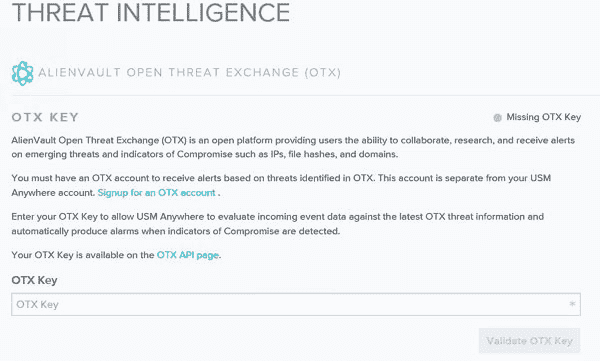 THREAT INTELLIGENCE
ALIENVAULT OPEN THREAT EXCHANGE (OTX)
OTX KEY
Missing OTX Key
AlienVault Open Threat Exchange (OTX) is an open platform providing users the ability to collaborate, research, and receive alerts
on emerging threats and indicators of Compromise such as IPs, file hashes, and domains.
You must have an OTX account to receive alerts based on threats identified in OTX. This account is separate from your USM
Anywhere account. Signup for an OTX account .
Enter your OTX Key to allow USM Anywhere to evaluate incoming event data against the latest OTX threat information and
automatically produce alarms when indicators of Compromise are detected.
Your OTX Key is available on the OTX API page.
OTX Key
OTX Key *
Validate OTX Key